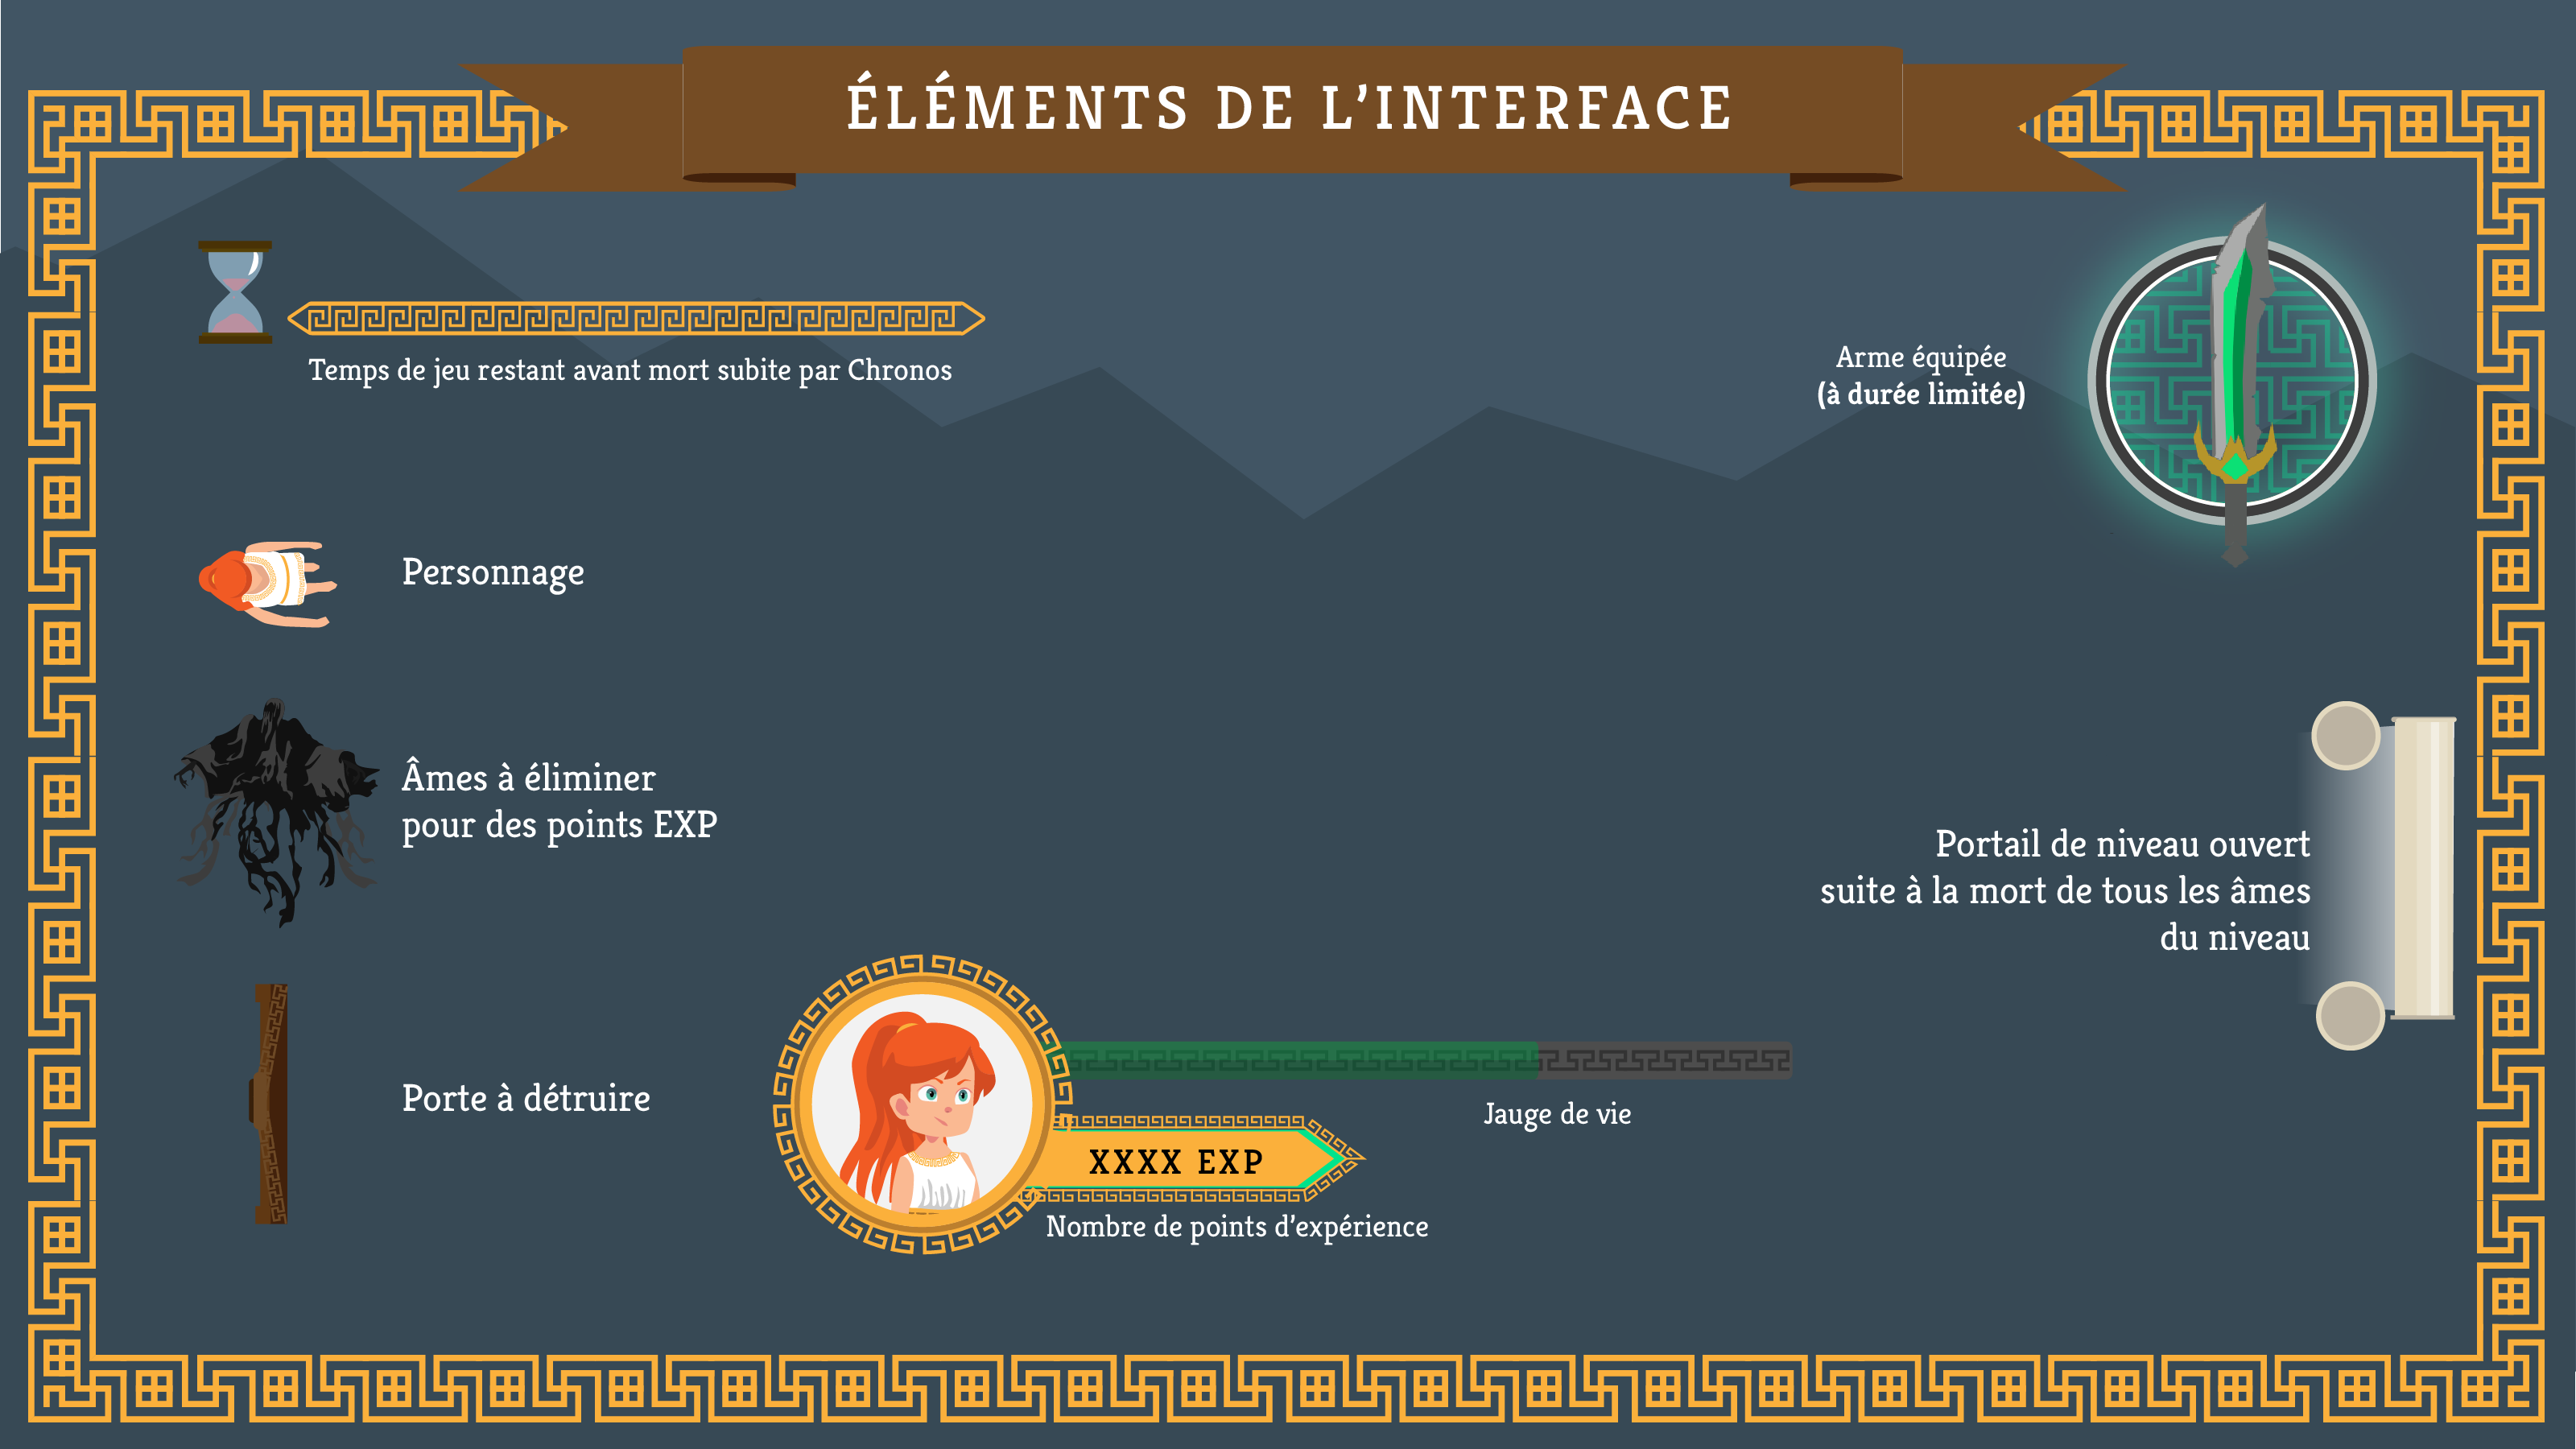 ÉLÉMENTS DE L’INTERFACE
Temps de jeu restant avant mort subite par Chronos
Arme équipée
(à durée limitée)
Personnage
Âmes à éliminer
pour des points EXP
Portail de niveau ouvert
suite à la mort de tous les âmes
du niveau
Porte à détruire
Jauge de vie
XXXX EXP
Nombre de points d’expérience